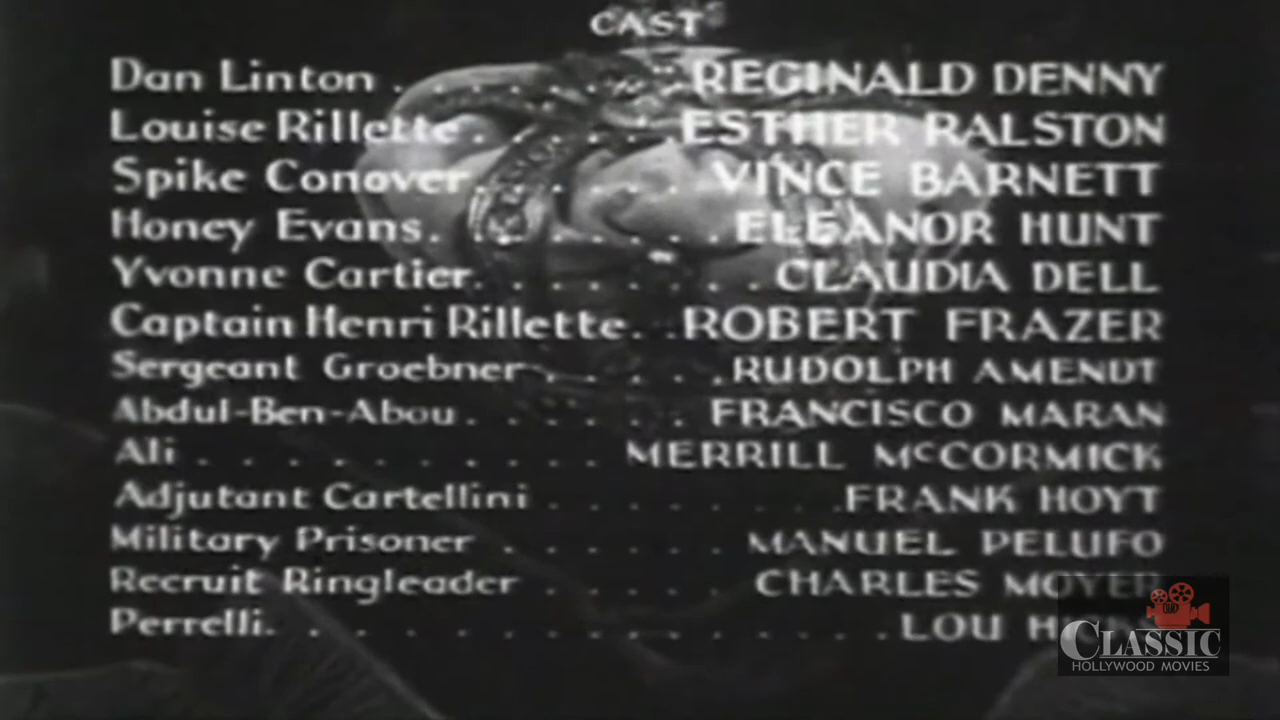 CAST
Dan Linton . . . . . . . REGINALD DENNY
Louise Rillette . . . . . ESTHER RALSTON
Spike Conover . . . . . . VINCE BARNETT
Honey Evans . . . . . . . ELEANOR HUNT
Yvonne Cartier . . . . . . . . CLAUDIA DELL
Captain Henri Rillette . . ROBERT FRAZER
Sergeant Groebner . . . . . RUDOLPH AMENDT
Abdul-Ben-Abou . . . . . . FRANCISCO MARAN
Ali . . . . . . . . . . MERRILL McCORMICK
Adjutant Cartellini . . . . . . . . FRANK HOYT
Military Prisoner . . . . . . MANUEL PELUFO
Recruit Ringleader . . . . . CHARLES MOYER
Perrelli . . . . . . . . . . . . . . . LOU
CLASSIC
HOLLYWOOD MOVIES